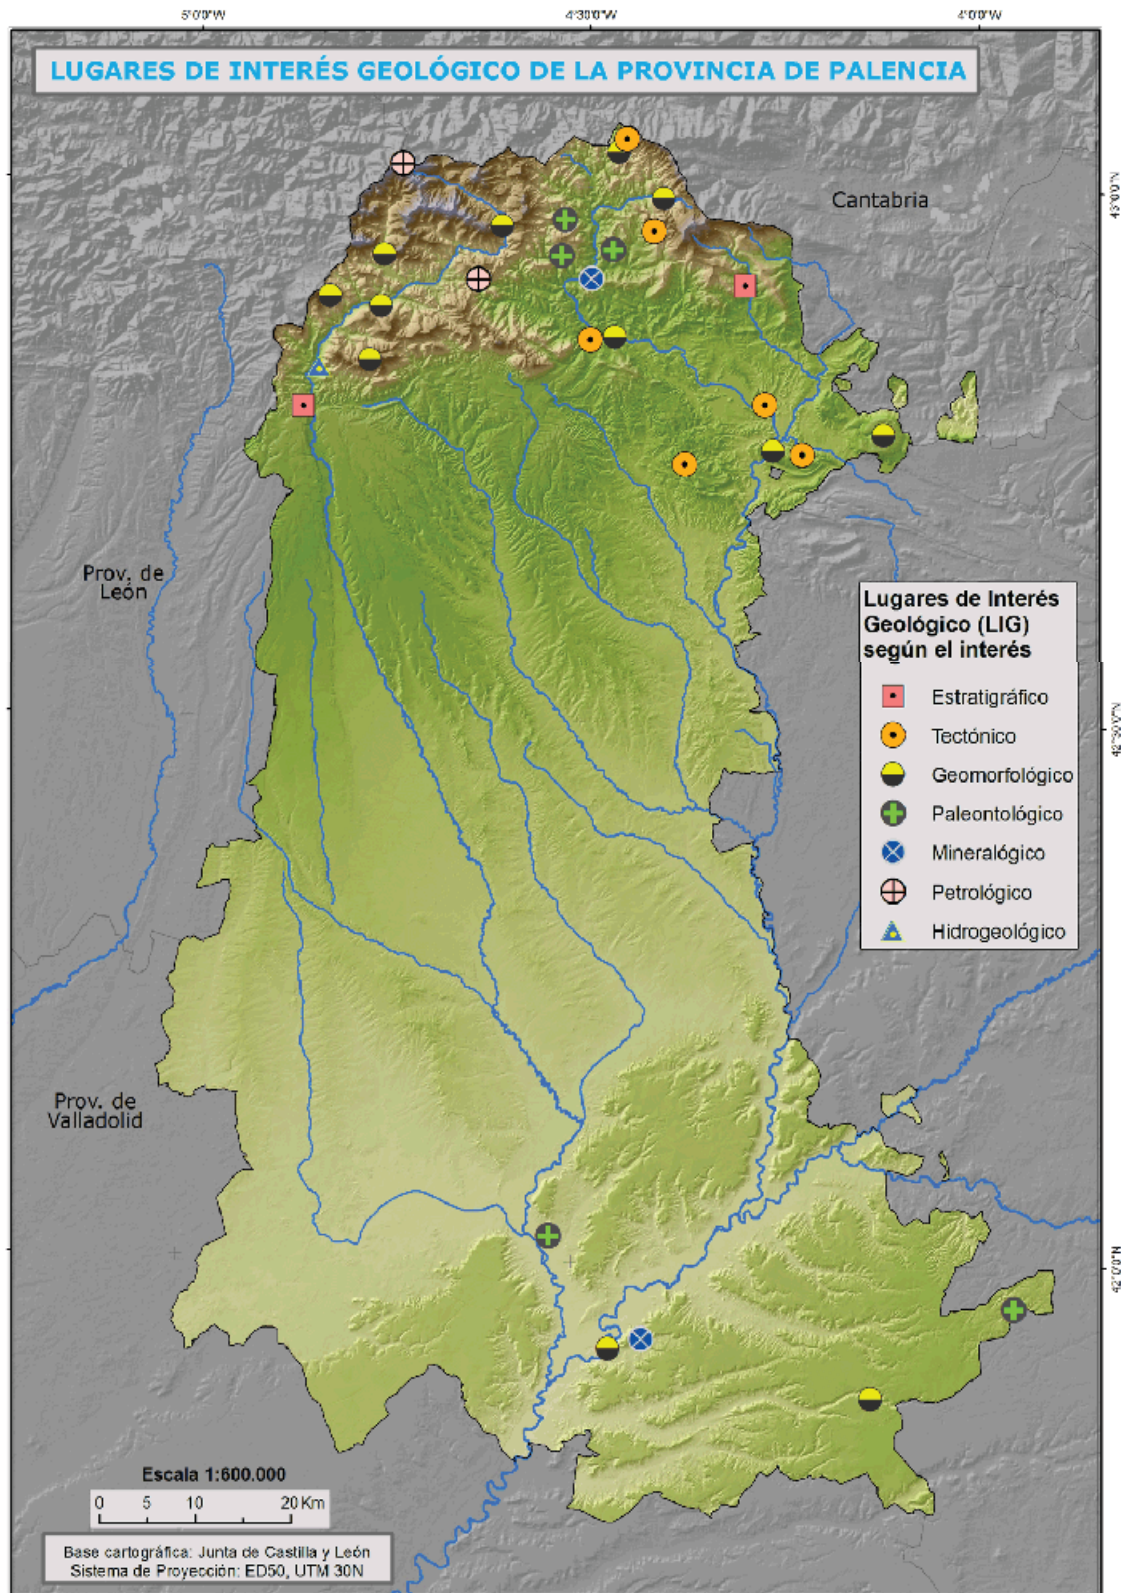 5°0'0"W
4°30'0"W
4°0'0"W
LUGARES DE INTERÉS GEOLÓGICO DE LA PROVINCIA DE PALENCIA
Cantabria
43°0'0"N
Prov. de
León
Lugares de Interés
Geológico (LIG)
según el interés
Estratigráfico
Tectónico
Geomorfológico
Paleontológico
Mineralógico
Petrológico
Hidrogeológico
42°30'0"N
Prov. de
Valladolid
42°0'0"N
Escala 1:600.000
0 5 10 20 Km
Base cartográfica: Junta de Castilla y León
Sistema de Proyección: ED50, UTM 30N